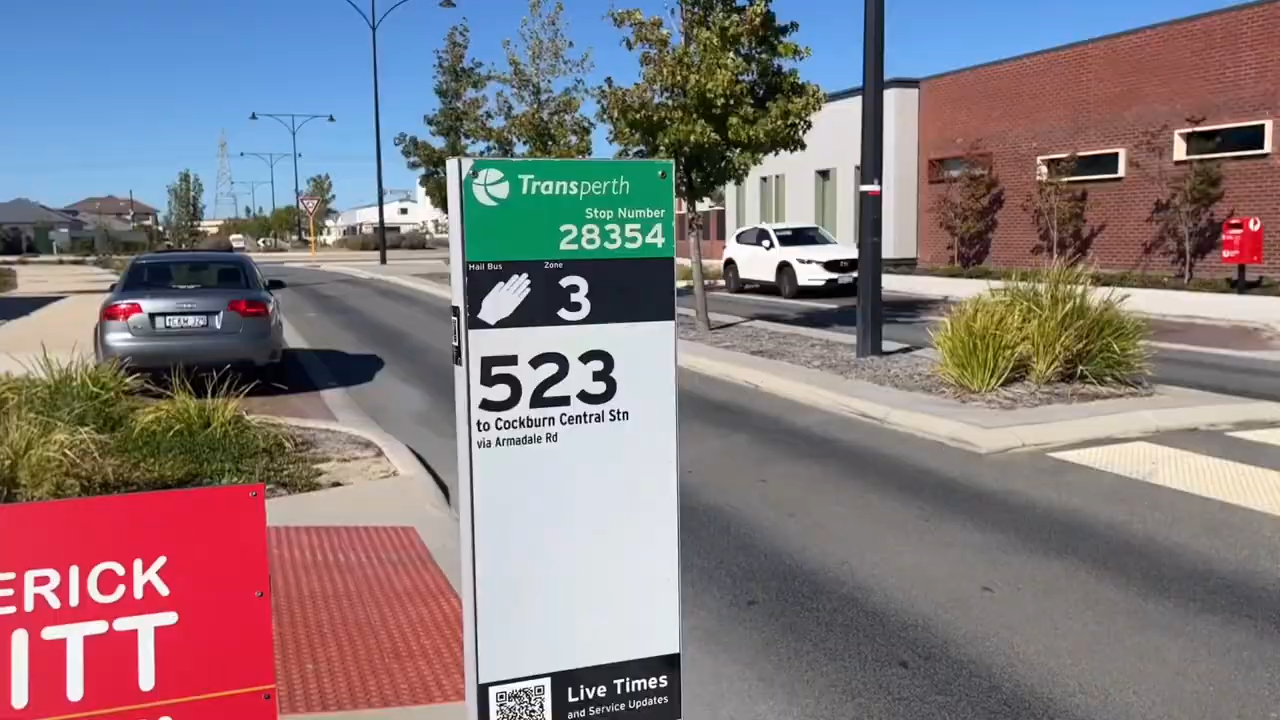 Transperth
Stop Number
28354
Hail Bus
Zone
3
523
to Cockburn Central Stn
via Armadale Rd
Live Times
and Service Updates
ERICK
ITT